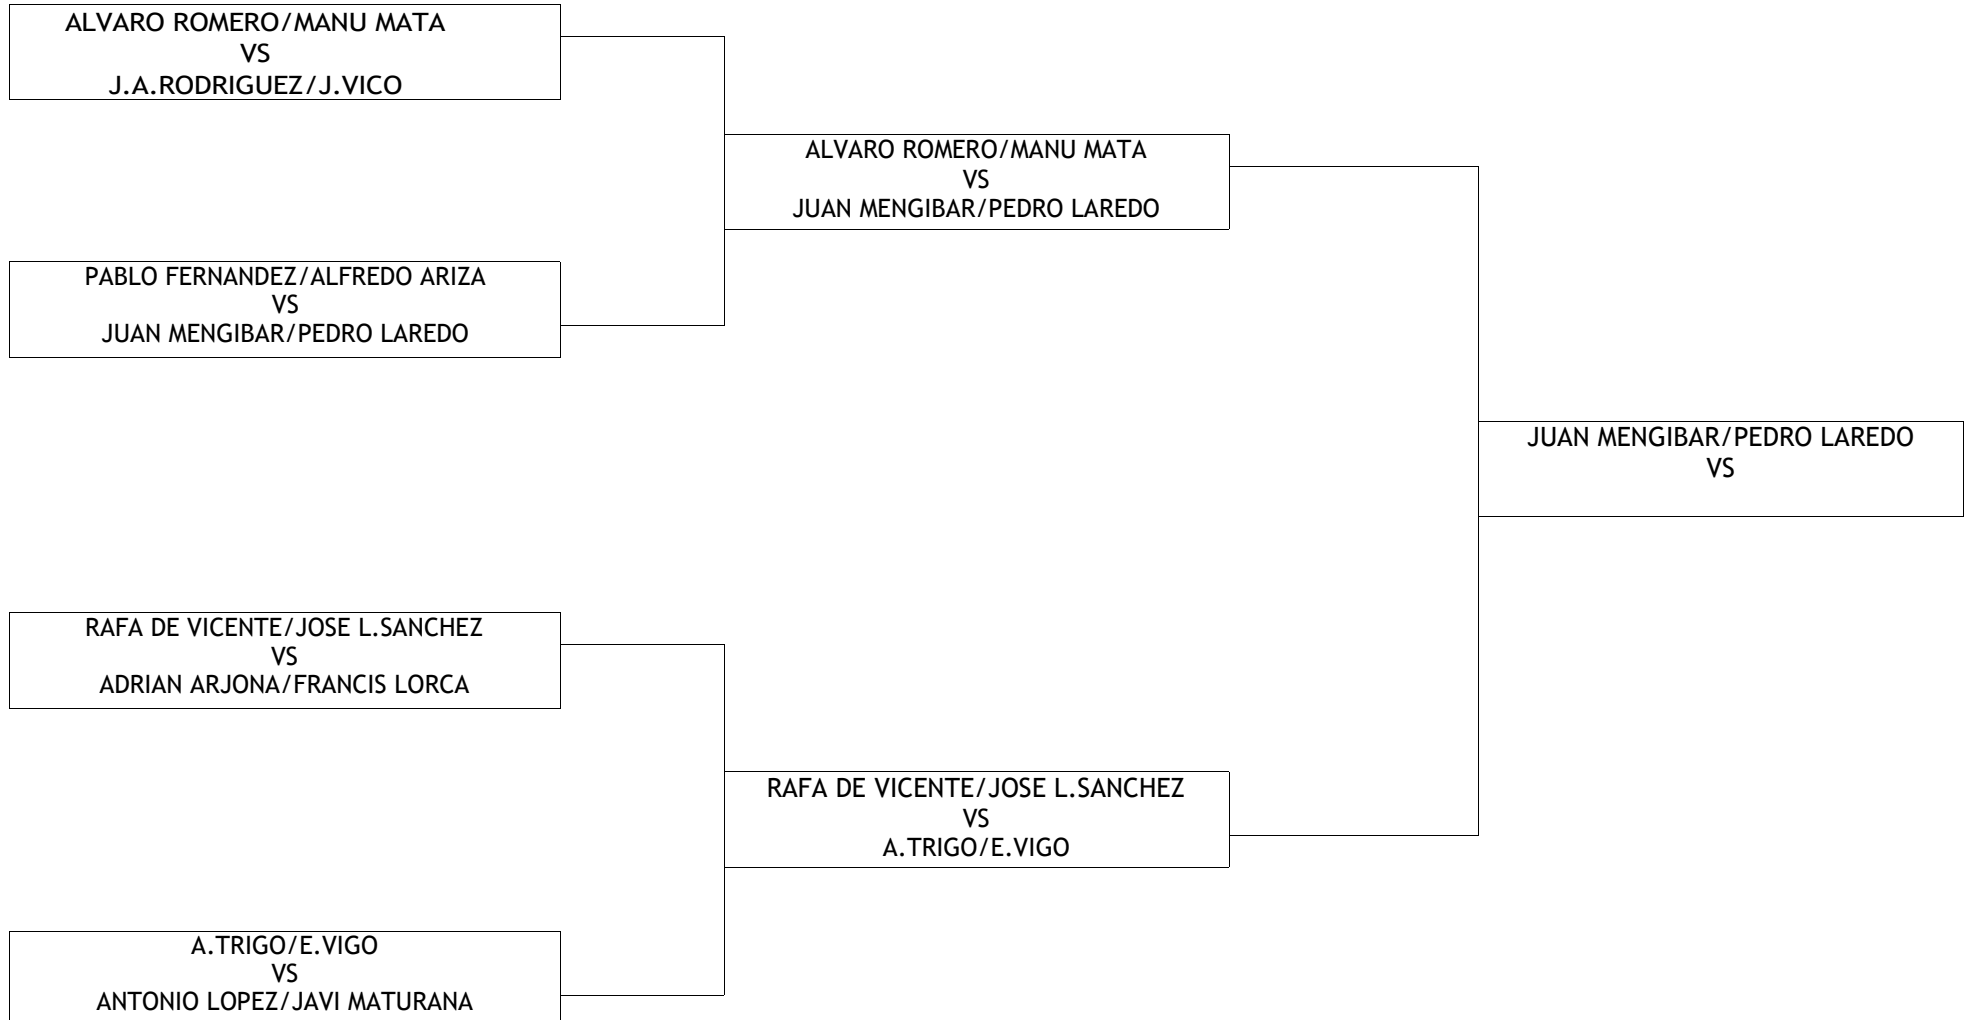 ALVARO ROMERO/MANU MATA
VS
J.A.RODRIGUEZ/J.VICO
ALVARO ROMERO/MANU MATA
VS
JUAN MENGIBAR/PEDRO LAREDO
PABLO FERNANDEZ/ALFREDO ARIZA
VS
JUAN MENGIBAR/PEDRO LAREDO
JUAN MENGIBAR/PEDRO LAREDO
VS
RAFA DE VICENTE/JOSE L.SANCHEZ
VS
ADRIAN ARJONA/FRANCIS LORCA
RAFA DE VICENTE/JOSE L.SANCHEZ
VS
A.TRIGO/E.VIGO
A.TRIGO/E.VIGO
VS
ANTONIO LOPEZ/JAVI MATURANA